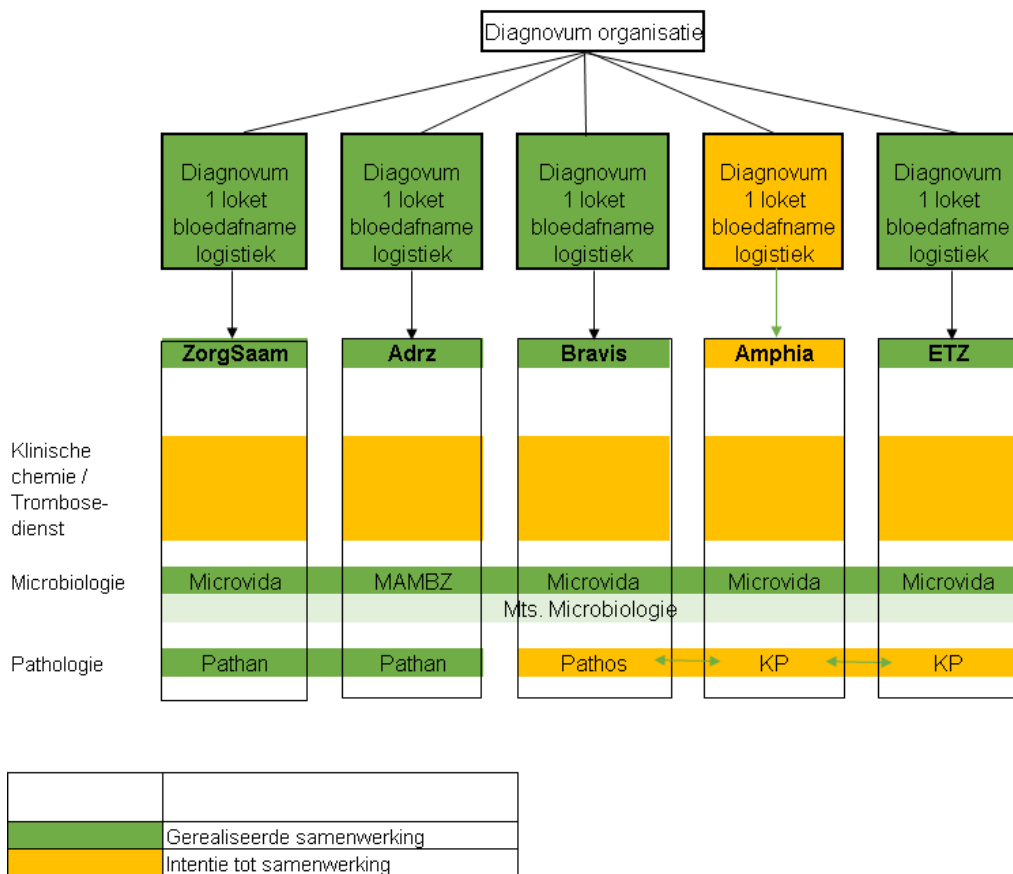 Diagnovum organisatie
Diagnovum
1 loket
bloedafname
logistiek
Diagovum
1 loket
bloedafname
logistiek
Diagnovum
1 loket
bloedafname
logistiek
Diagnovum
1 loket
bloedafname
logistiek
Diagnovum
1 loket
bloedafname
logistiek
ZorgSaam Adrz Bravis Amphia ETZ
Klinische
chemie /
Trombose-
dienst
Microbiologie Microvida MAMBZ Microvida Microvida Microvida
Mts. Microbiologie
Pathologie Pathan Pathan Pathos KP KP
Gerealiseerde samenwerking
Intentie tot samenwerking